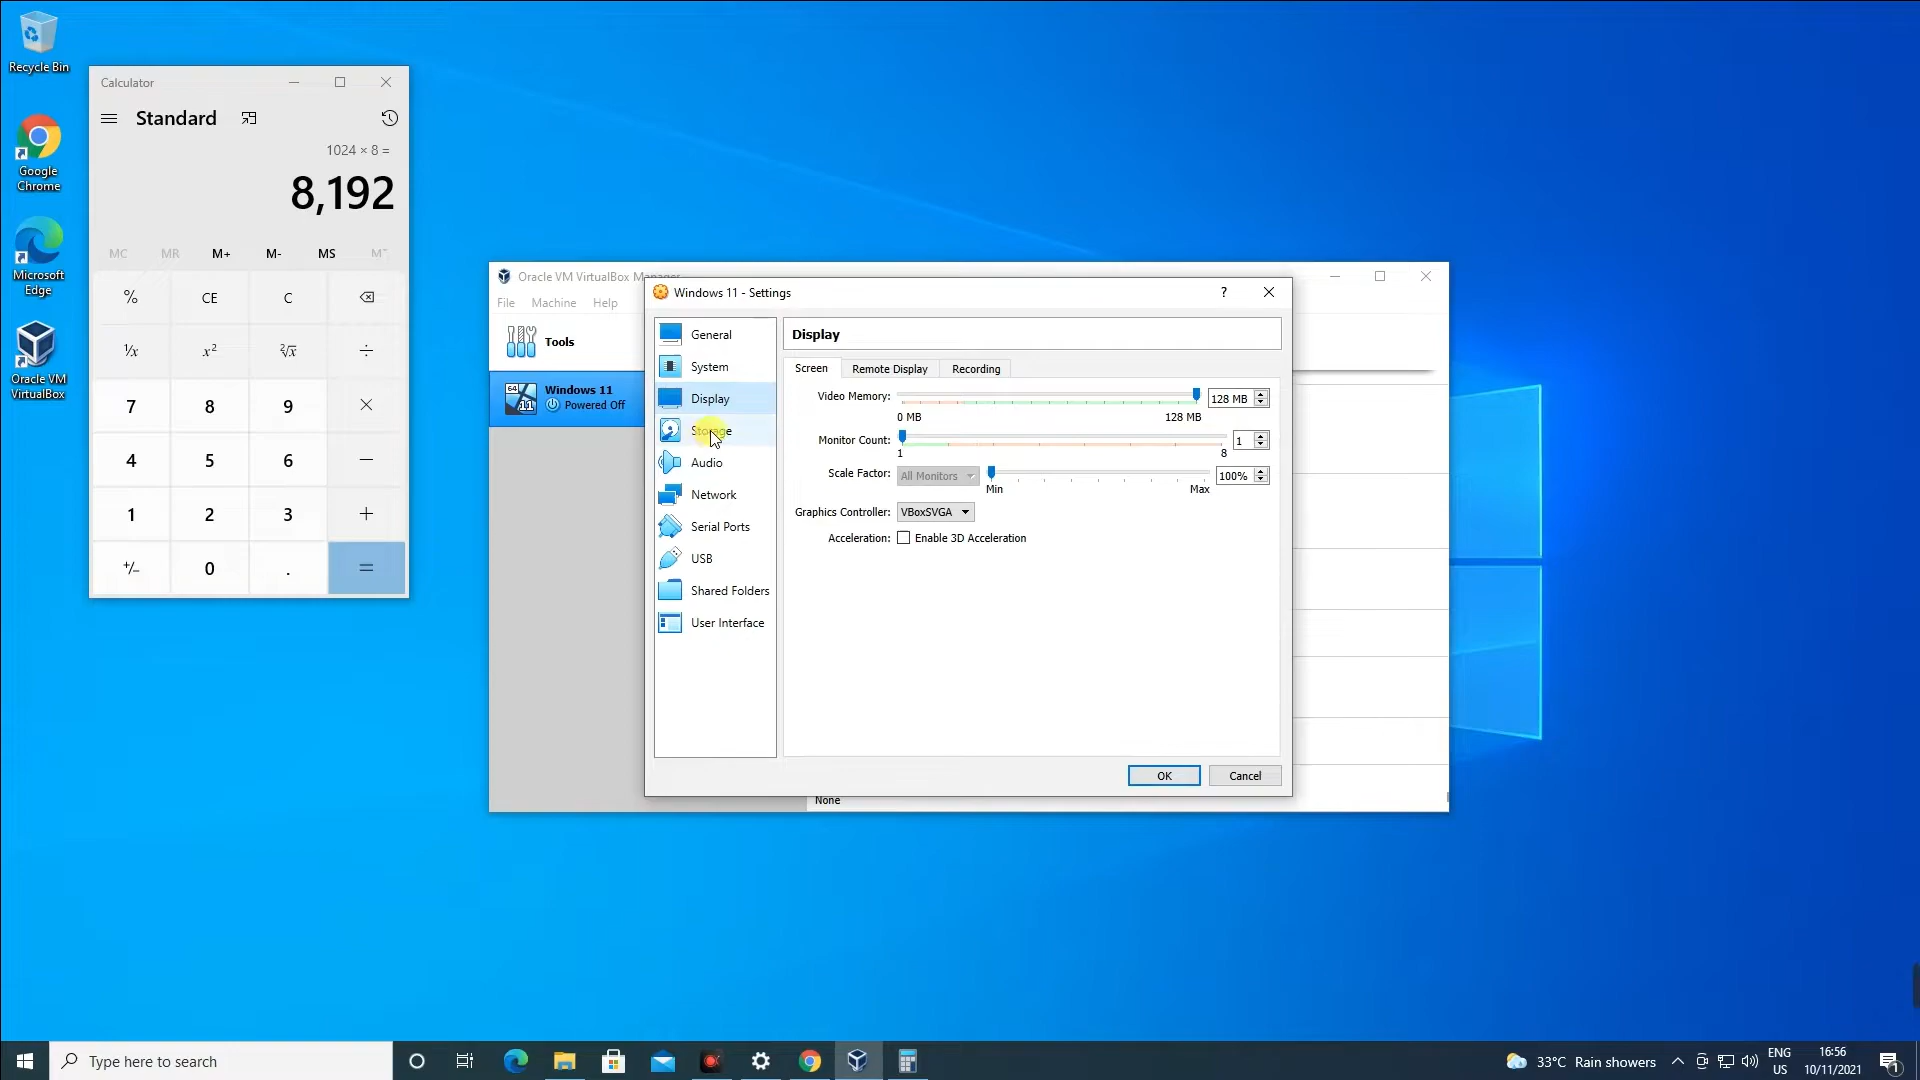 Recycle Bin
Google
Chrome
Microsoft
Edge
Oracle VM
VirtualBox
Calculator
Standard
1024 × 8 =
8,192
MC MR M+ M- MS
% CE C
¹/x x² ²√x ÷
7 8 9 ×
4 5 6 −
1 2 3 +
+/− 0 . =
Oracle VM VirtualBox Manager
File Machine Help
Tools
64
11
Windows 11
Powered Off
None
Windows 11 - Settings
?
General
System
Display
Storage
Audio
Network
Serial Ports
USB
Shared Folders
User Interface
Display
Screen Remote Display Recording
Video Memory: 128 MB
0 MB 128 MB
Monitor Count: 1
1 8
Scale Factor: All Monitors 100%
Min Max
Graphics Controller: VBoxSVGA
Acceleration: Enable 3D Acceleration
OK Cancel
Type here to search
33°C Rain showers
ENG
US
16:56
10/11/2021
1